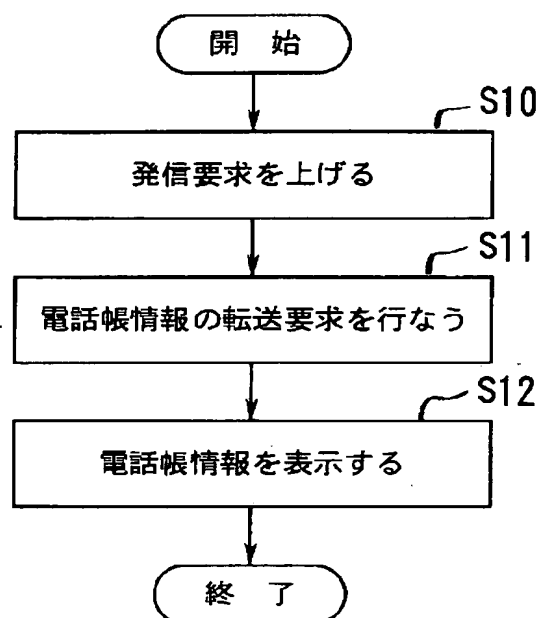 開 始
S10
発信要求を上げる
S11
電話帳情報の転送要求を行なう
S12
電話帳情報を表示する
終 了